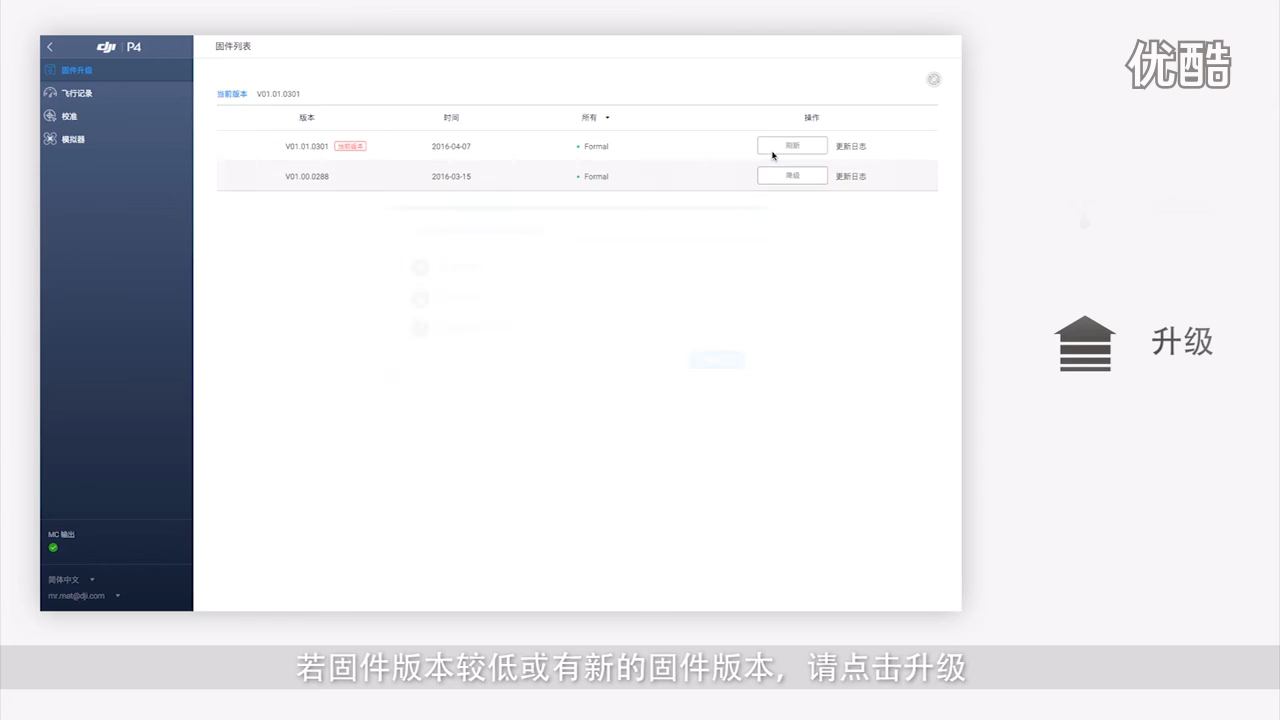 优酷
dji P4
固件列表
固件升级
飞行记录
校准
模拟器
当前版本 V01.01.0301
版本 时间 所有 操作
V01.01.0301 当前版本 2016-04-07 Formal 刷新 更新日志
V01.00.0288 2016-03-15 Formal 降级 更新日志
升级
MC 输出
简体中文
mr.mat@dji.com
若固件版本较低或有新的固件版本，请点击升级